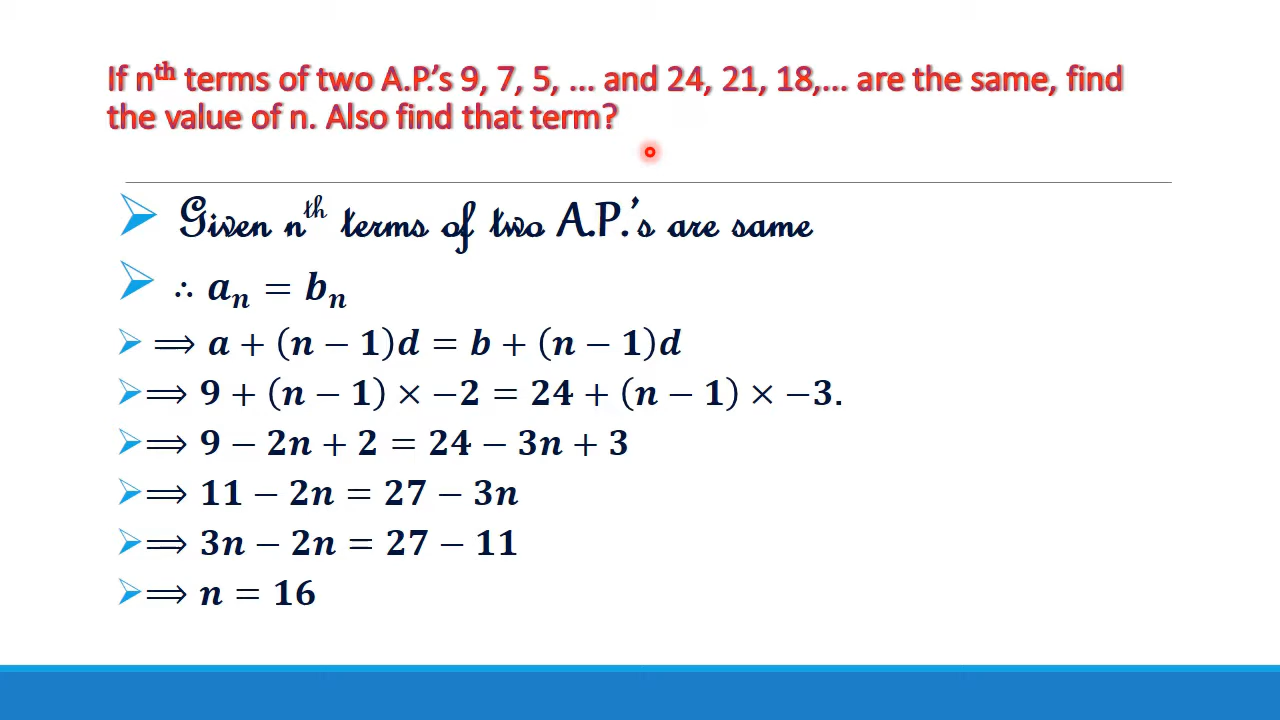 If nᵗʰ terms of two A.P.'s 9, 7, 5, ... and 24, 21, 18,... are the same, find
the value of n. Also find that term?
➢ Given nᵗʰ terms of two A.P.'s are same
➢ ∴ aₙ = bₙ
➢ ⟹ a + (n − 1)d = b + (n − 1)d
➢⟹ 9 + (n − 1) × −2 = 24 + (n − 1) × −3.
➢⟹ 9 − 2n + 2 = 24 − 3n + 3
➢⟹ 11 − 2n = 27 − 3n
➢⟹ 3n − 2n = 27 − 11
➢⟹ n = 16